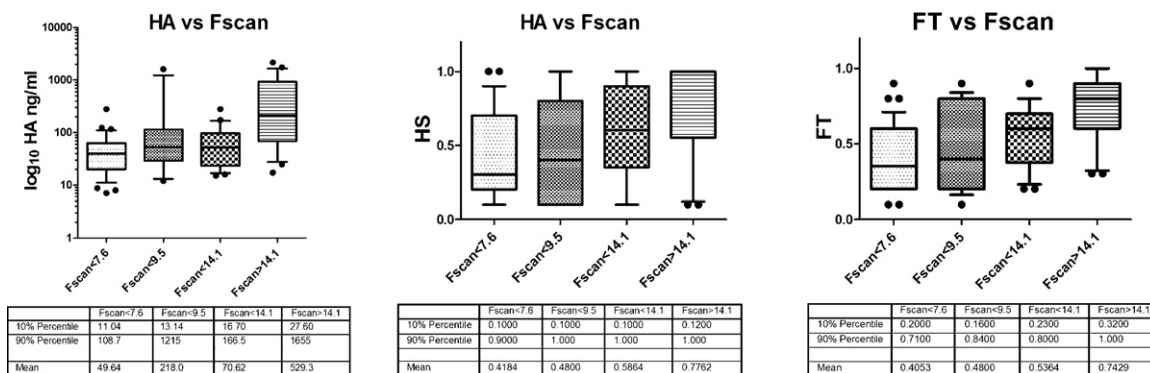 HA vs Fscan
log10 HA ng/ml
10000
1000
100
10
1
Fscan<7.6
Fscan<9.5
Fscan<14.1
Fscan>14.1
Fscan<7.6 Fscan<9.5 Fscan<14.1 Fscan>14.1
10% Percentile 11.04 13.14 16.70 27.60
90% Percentile 108.7 1215 166.5 1655
Mean 49.64 218.0 70.62 529.3
HA vs Fscan
HS
1.0
0.5
0.0
Fscan<7.6
Fscan<9.5
Fscan<14.1
Fscan>14.1
Fscan<7.6 Fscan<9.5 Fscan<14.1 Fscan>14.1
10% Percentile 0.1000 0.1000 0.1000 0.1200
90% Percentile 0.9000 1.000 1.000 1.000
Mean 0.4184 0.4800 0.5864 0.7762
FT vs Fscan
FT
1.0
0.5
0.0
Fscan<7.6
Fscan<9.5
Fscan<14.1
Fscan>14.1
Fscan<7.6 Fscan<9.5 Fscan<14.1 Fscan>14.1
10% Percentile 0.2000 0.1600 0.2300 0.3200
90% Percentile 0.7100 0.8400 0.8000 1.000
Mean 0.4053 0.4800 0.5364 0.7429